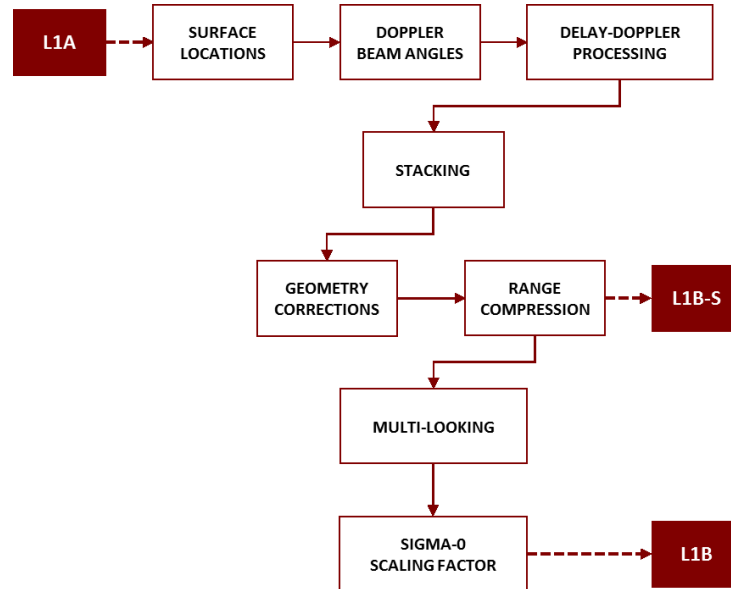 L1A
SURFACE
LOCATIONS
DOPPLER
BEAM ANGLES
DELAY-DOPPLER
PROCESSING
STACKING
GEOMETRY
CORRECTIONS
RANGE
COMPRESSION
L1B-S
MULTI-LOOKING
SIGMA-0
SCALING FACTOR
L1B